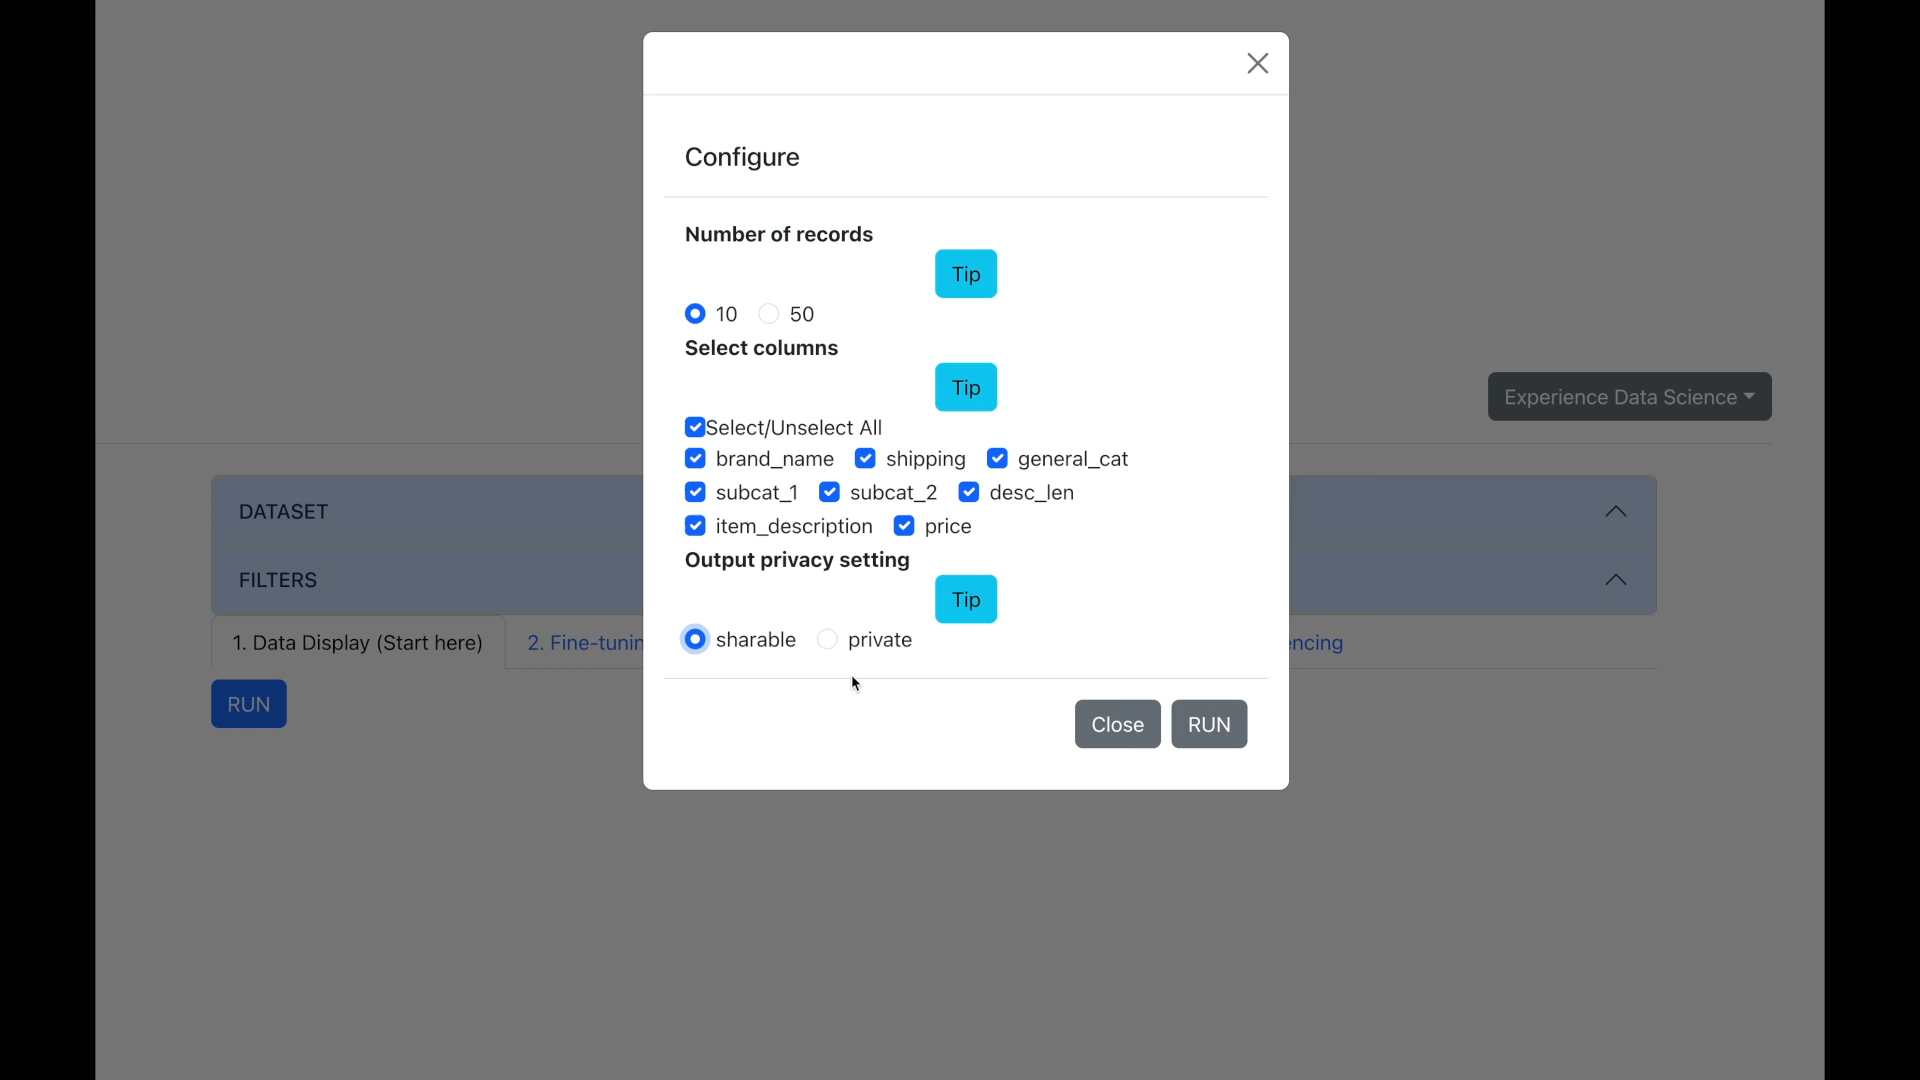 Configure
Number of records
Tip
10 50
Select columns
Tip
Select/Unselect All
Experience Data Science
brand_name shipping general_cat
subcat_1 subcat_2 desc_len
DATASET
item_description price
Output privacy setting
FILTERS
Tip
1. Data Display (Start here) 2. Fine-tunin
sharable private
encing
RUN
Close RUN